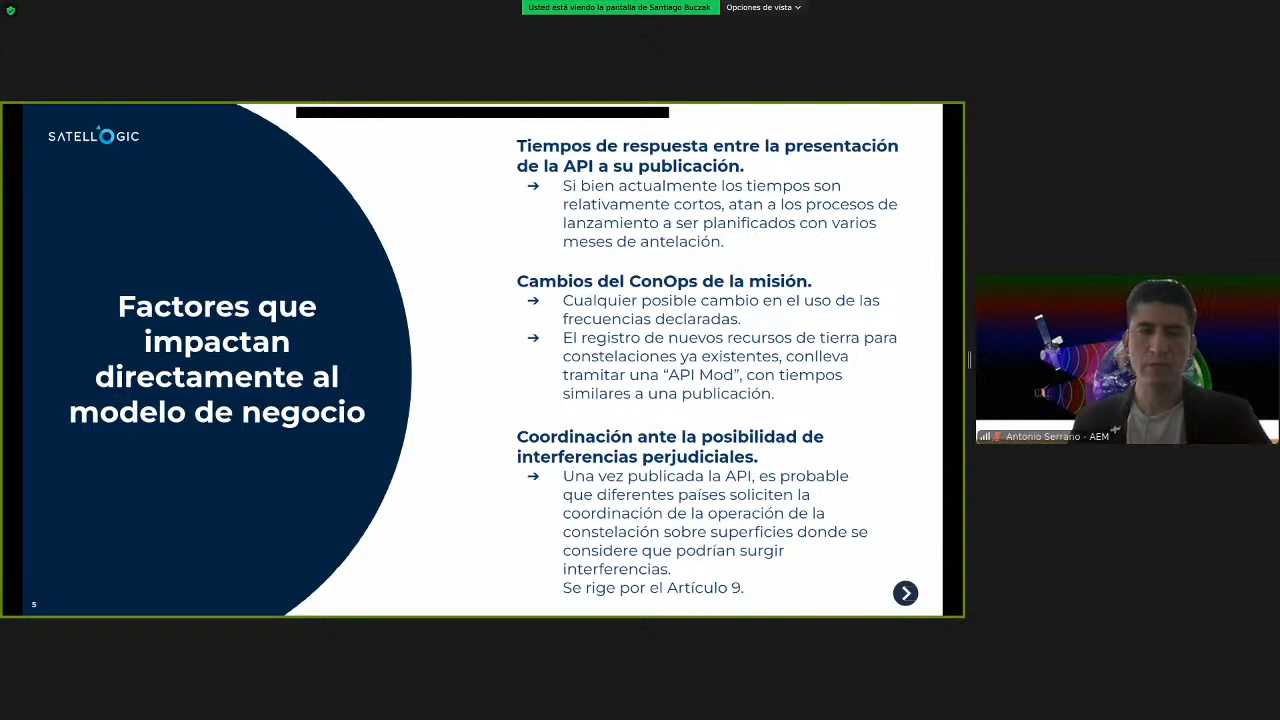 Usted está viendo la pantalla de Santiago Buczak
Opciones de vista
SATELLOGIC
Factores que
impactan
directamente al
modelo de negocio
Tiempos de respuesta entre la presentación
de la API a su publicación.
➔ Si bien actualmente los tiempos son
relativamente cortos, atan a los procesos de
lanzamiento a ser planificados con varios
meses de antelación.
Cambios del ConOps de la misión.
➔ Cualquier posible cambio en el uso de las
frecuencias declaradas.
➔ El registro de nuevos recursos de tierra para
constelaciones ya existentes, conlleva
tramitar una “API Mod”, con tiempos
similares a una publicación.
Coordinación ante la posibilidad de
interferencias perjudiciales.
➔ Una vez publicada la API, es probable
que diferentes países soliciten la
coordinación de la operación de la
constelación sobre superficies donde se
considere que podrían surgir
interferencias.
Se rige por el Artículo 9.
5
Antonio Serrano - AEM